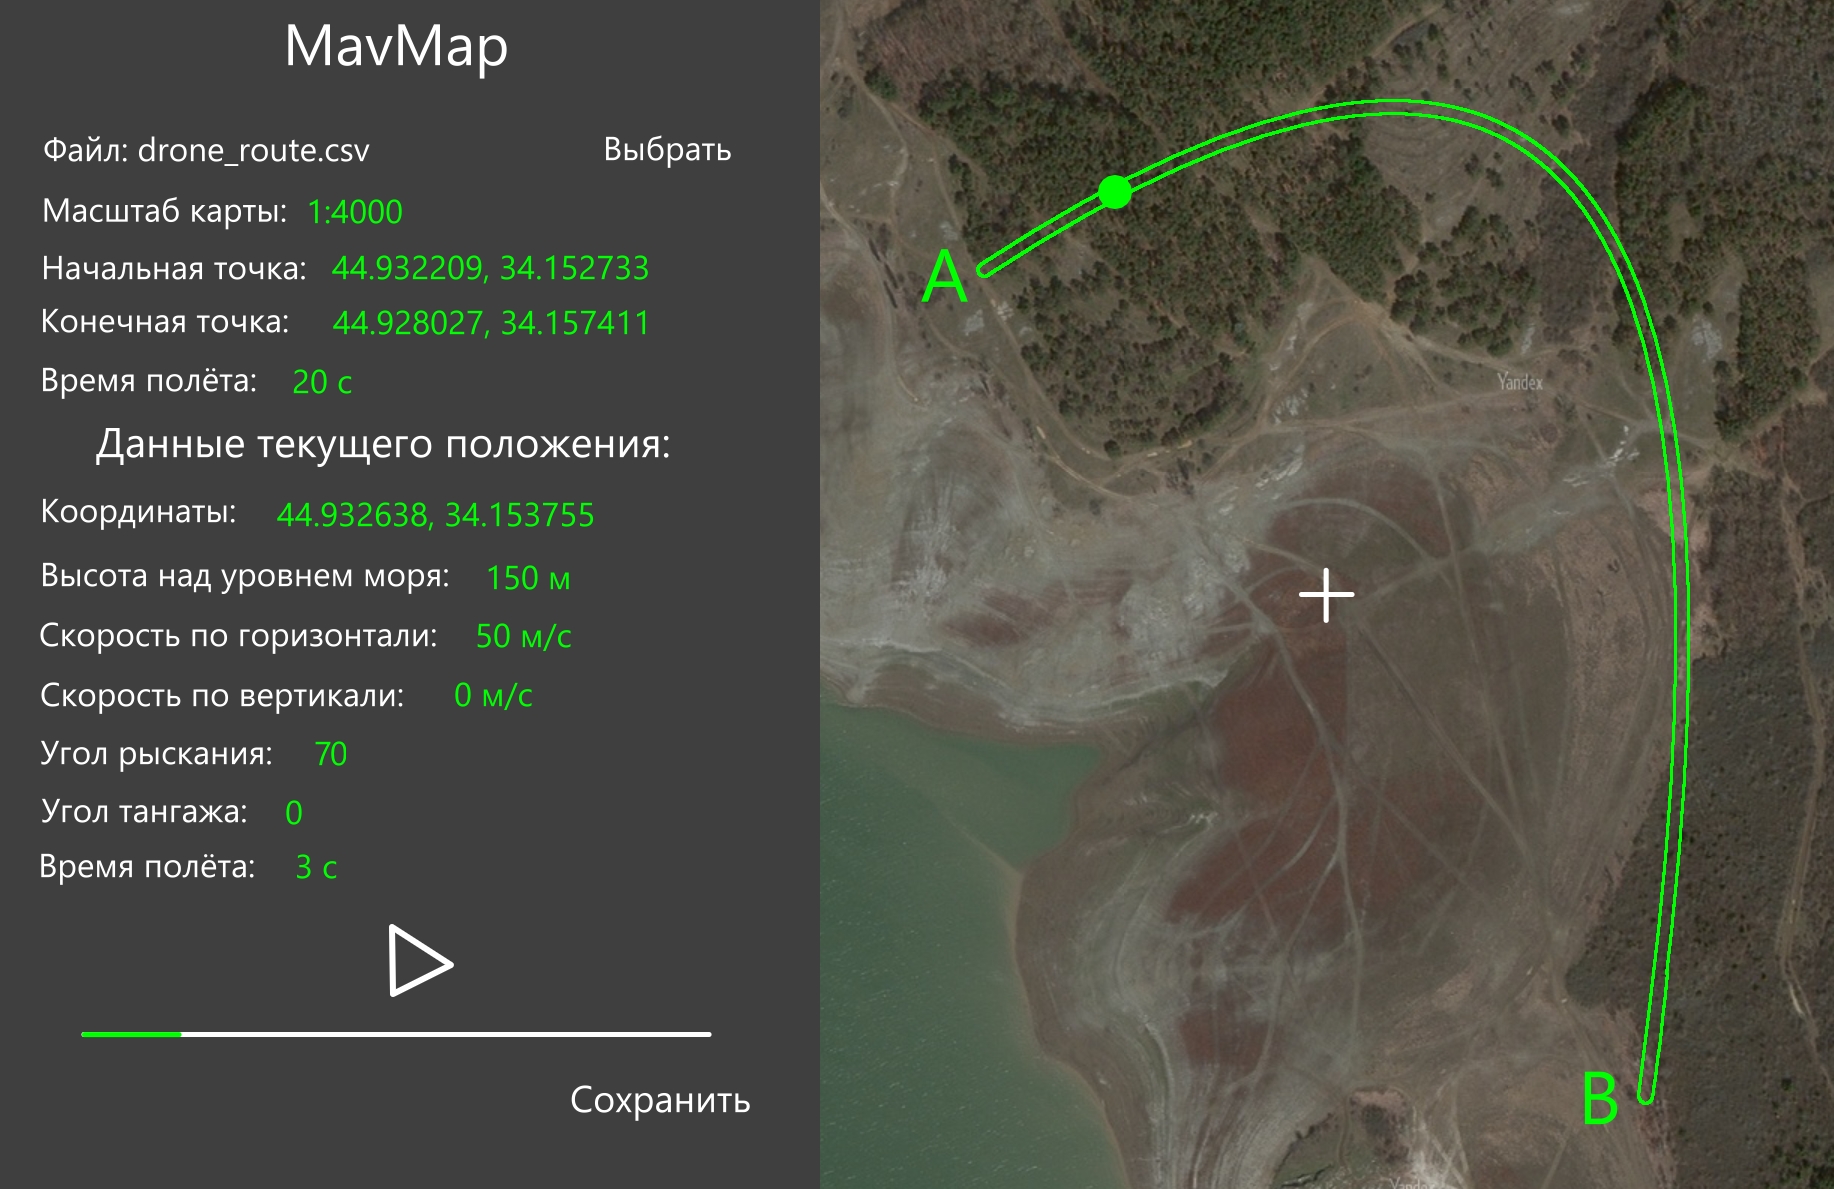 MavMap
Файл: drone_route.csv Выбрать
Масштаб карты: 1:4000
Начальная точка: 44.932209, 34.152733
Конечная точка: 44.928027, 34.157411
Время полёта: 20 с
Данные текущего положения:
Координаты: 44.932638, 34.153755
Высота над уровнем моря: 150 м
Скорость по горизонтали: 50 м/с
Скорость по вертикали: 0 м/с
Угол рыскания: 70
Угол тангажа: 0
Время полёта: 3 с
Сохранить
A
Yandex
B
Yandex